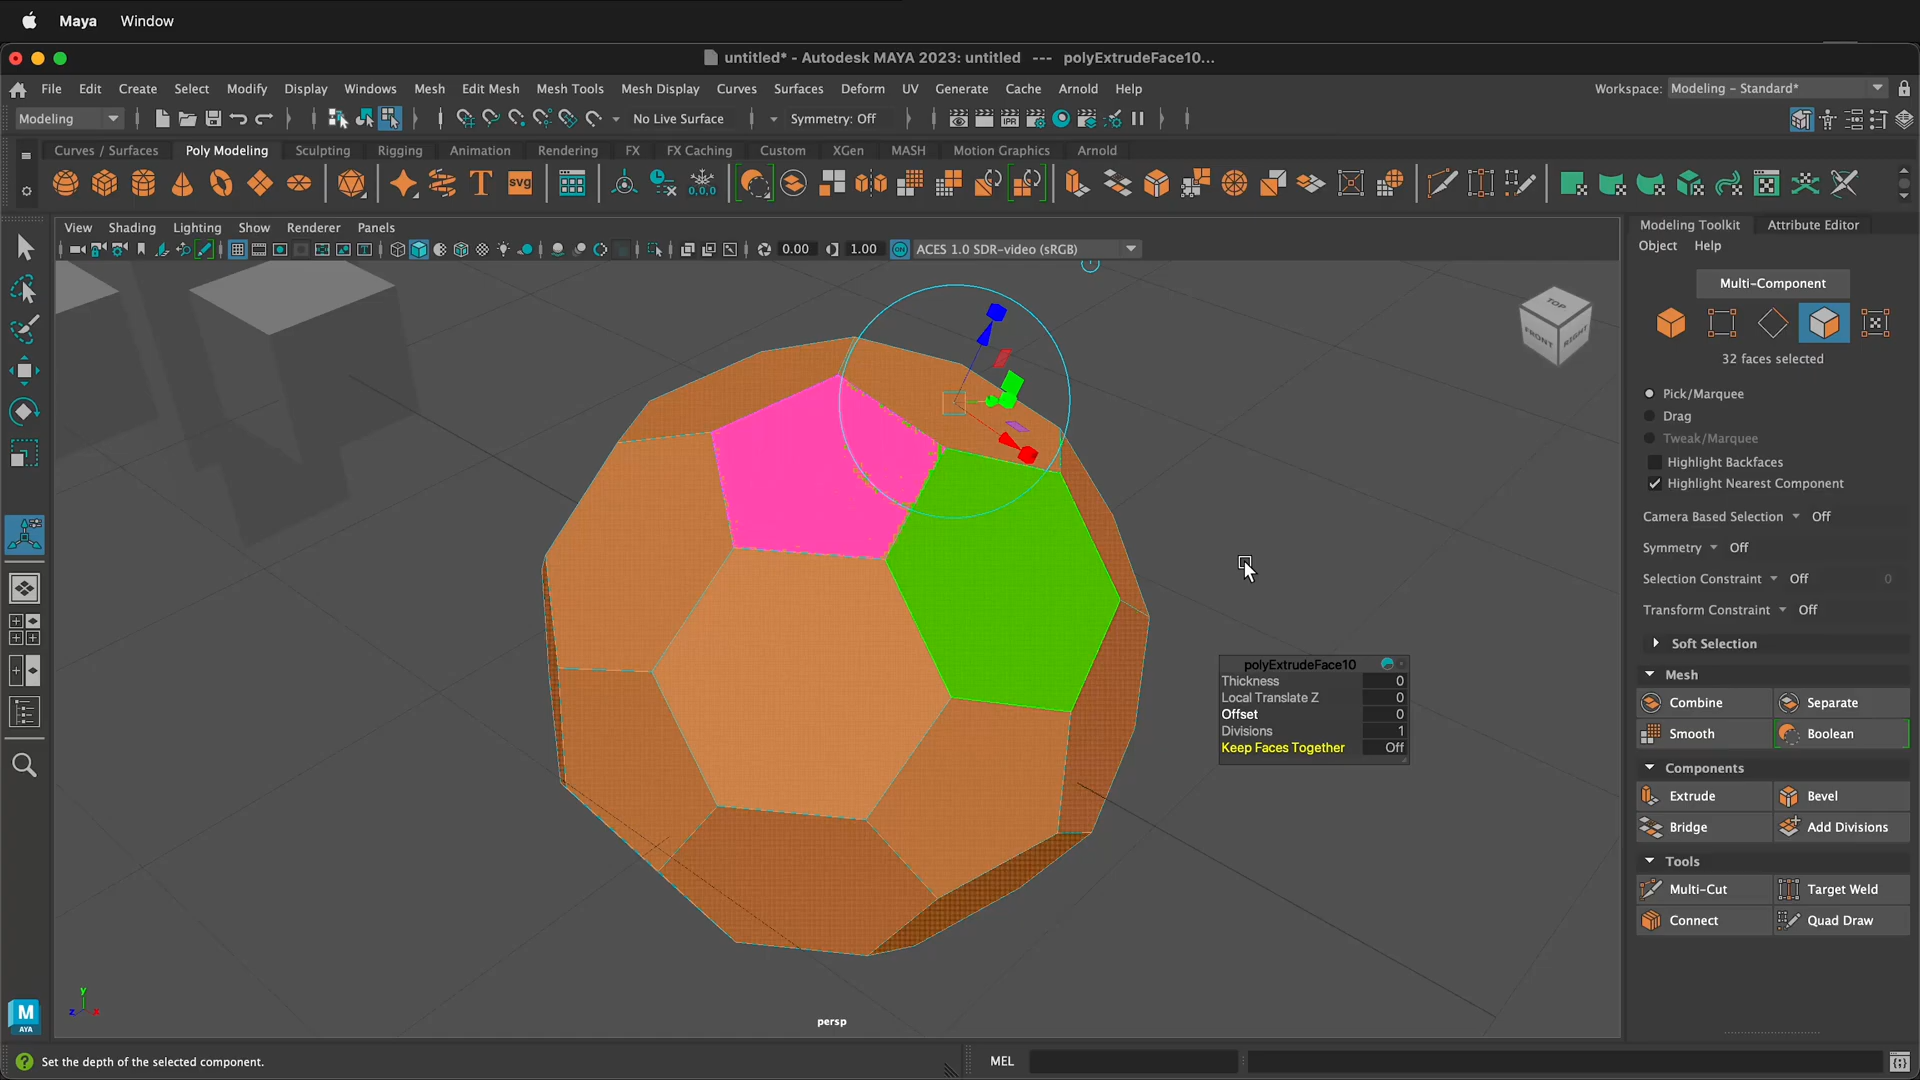 Maya Window
untitled* - Autodesk MAYA 2023: untitled --- polyExtrudeFace10...
File Edit Create Select Modify Display Windows Mesh Edit Mesh Mesh Tools Mesh Display Curves Surfaces Deform UV Generate Cache Arnold Help
Workspace: Modeling - Standard*
Modeling
No Live Surface
Symmetry: Off
Curves / Surfaces Poly Modeling Sculpting Rigging Animation Rendering FX FX Caching Custom XGen MASH Motion Graphics Arnold
View Shading Lighting Show Renderer Panels
0.00 1.00 ACES 1.0 SDR-video (sRGB)
Modeling Toolkit Attribute Editor
Object Help
Multi-Component
32 faces selected
Pick/Marquee
Drag
Tweak/Marquee
Highlight Backfaces
Highlight Nearest Component
Camera Based Selection Off
Symmetry Off
Selection Constraint Off 0
Transform Constraint Off
Soft Selection
Mesh
Combine Separate
Smooth Boolean
Components
Extrude Bevel
Bridge Add Divisions
Tools
Multi-Cut Target Weld
Connect Quad Draw
TOP
FRONT RIGHT
polyExtrudeFace10
Thickness 0
Local Translate Z 0
Offset 0
Divisions 1
Keep Faces Together Off
y
z x
persp
M
AYA
Set the depth of the selected component.
MEL